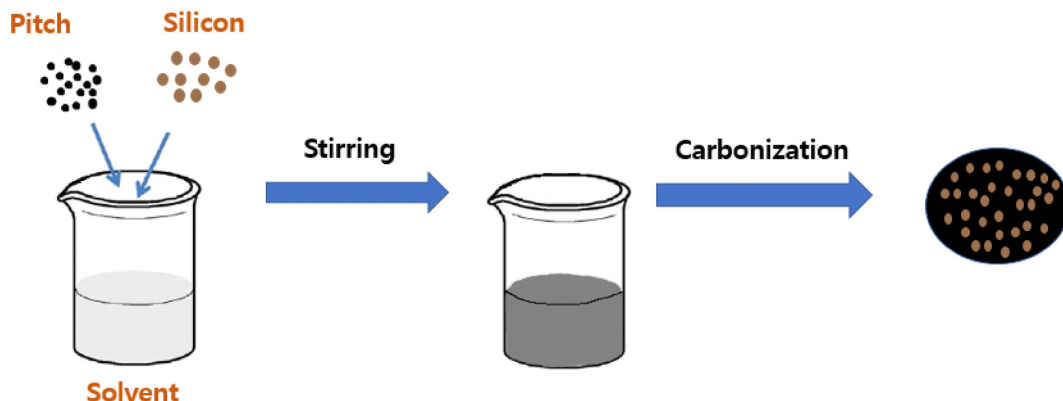 Pitch
Silicon
Stirring
Carbonization
Solvent